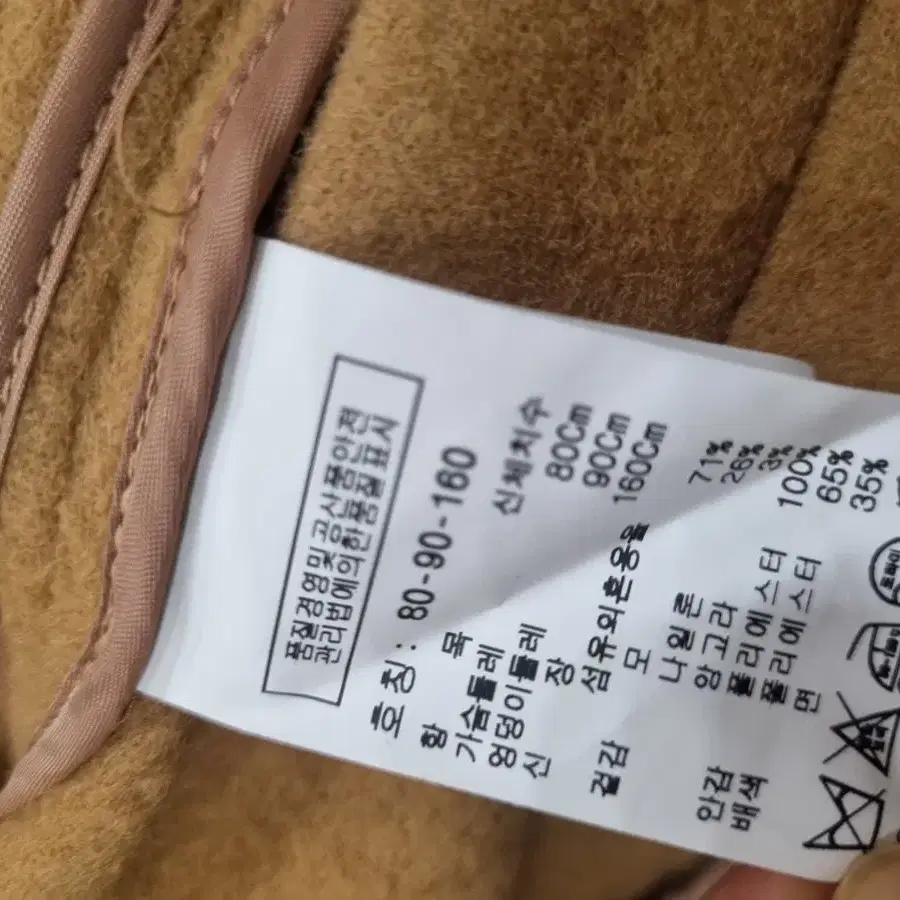 품질경영및 공산품안전
관리법에의한품질표시
호칭: 80-90-160
항 목 신체치수
가슴둘레 80Cm
엉덩이둘레 90Cm
신 장 160Cm
섬유의혼용율
겉감 모 71%
나일론 26%
앙고라 3%
안감 폴리에스터 100%
배색 폴리에스터 65%
면 35%